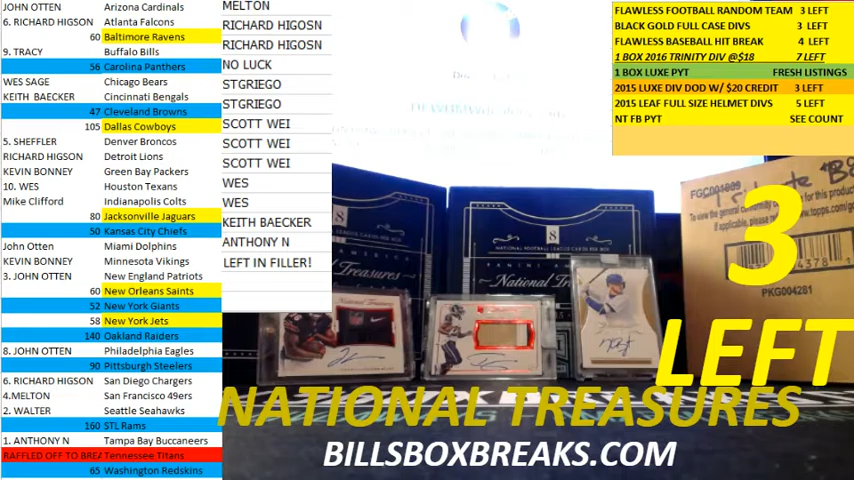 JOHN OTTEN Arizona Cardinals
6. RICHARD HIGSON Atlanta Falcons
60 Baltimore Ravens
9. TRACY Buffalo Bills
56 Carolina Panthers
WES SAGE Chicago Bears
KEITH BAECKER Cincinnati Bengals
47 Cleveland Browns
105 Dallas Cowboys
5. SHEFFLER Denver Broncos
RICHARD HIGSON Detroit Lions
KEVIN BONNEY Green Bay Packers
10. WES Houston Texans
Mike Clifford Indianapolis Colts
80 Jacksonville Jaguars
50 Kansas City Chiefs
John Otten Miami Dolphins
KEVIN BONNEY Minnesota Vikings
3. JOHN OTTEN New England Patriots
60 New Orleans Saints
52 New York Giants
58 New York Jets
140 Oakland Raiders
8. JOHN OTTEN Philadelphia Eagles
90 Pittsburgh Steelers
6. RICHARD HIGSON San Diego Chargers
4.MELTON San Francisco 49ers
2. WALTER Seattle Seahawks
160 STL Rams
1. ANTHONY N Tampa Bay Buccaneers
RAFFLED OFF TO BREA Tennessee Titans
65 Washington Redskins
MELTON
RICHARD HIGOSN
RICHARD HIGOSN
NO LUCK
STGRIEGO
STGRIEGO
SCOTT WEI
SCOTT WEI
SCOTT WEI
WES
WES
KEITH BAECKER
ANTHONY N
LEFT IN FILLER!
FLAWLESS FOOTBALL RANDOM TEAM 3 LEFT
BLACK GOLD FULL CASE DIVS 3 LEFT
FLAWLESS BASEBALL HIT BREAK 4 LEFT
1 BOX 2016 TRINITY DIV @$18 7 LEFT
1 BOX LUXE PYT FRESH LISTINGS
2015 LUXE DIV DOD W/ $20 CREDIT 3 LEFT
2015 LEAF FULL SIZE HELMET DIVS 5 LEFT
NT FB PYT SEE COUNT
8
8
National Treasures
PKG004281
3
LEFT
NATIONAL TREASURES
BILLSBOXBREAKS.COM